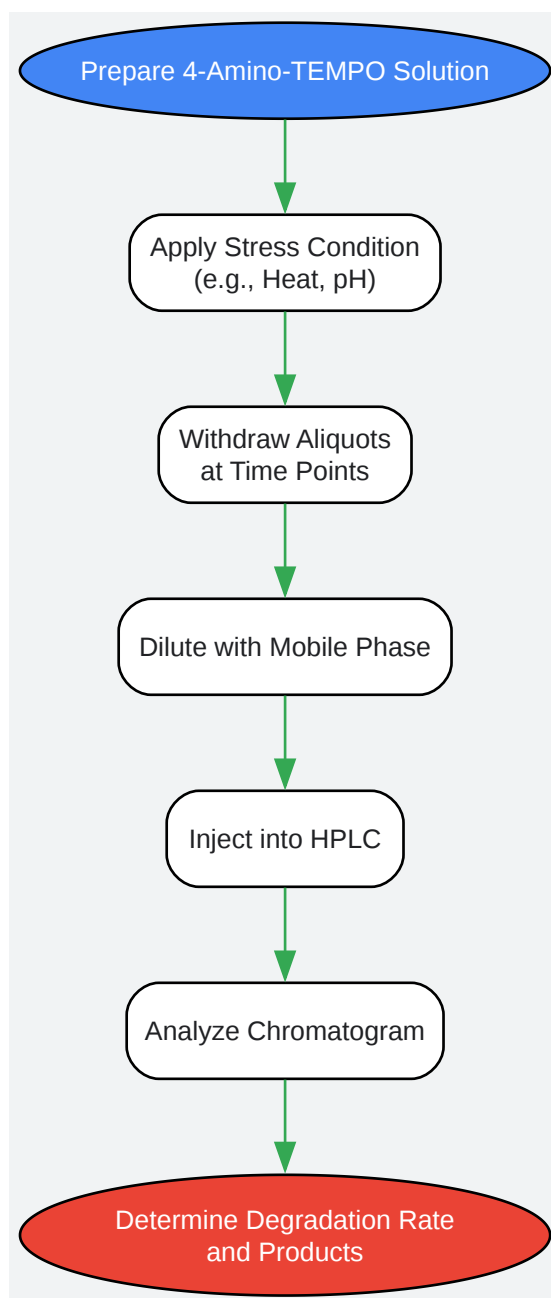 Prepare 4-Amino-TEMPO Solution
Apply Stress Condition
(e.g., Heat, pH)
Withdraw Aliquots
at Time Points
Dilute with Mobile Phase
Inject into HPLC
Analyze Chromatogram
Determine Degradation Rate
and Products